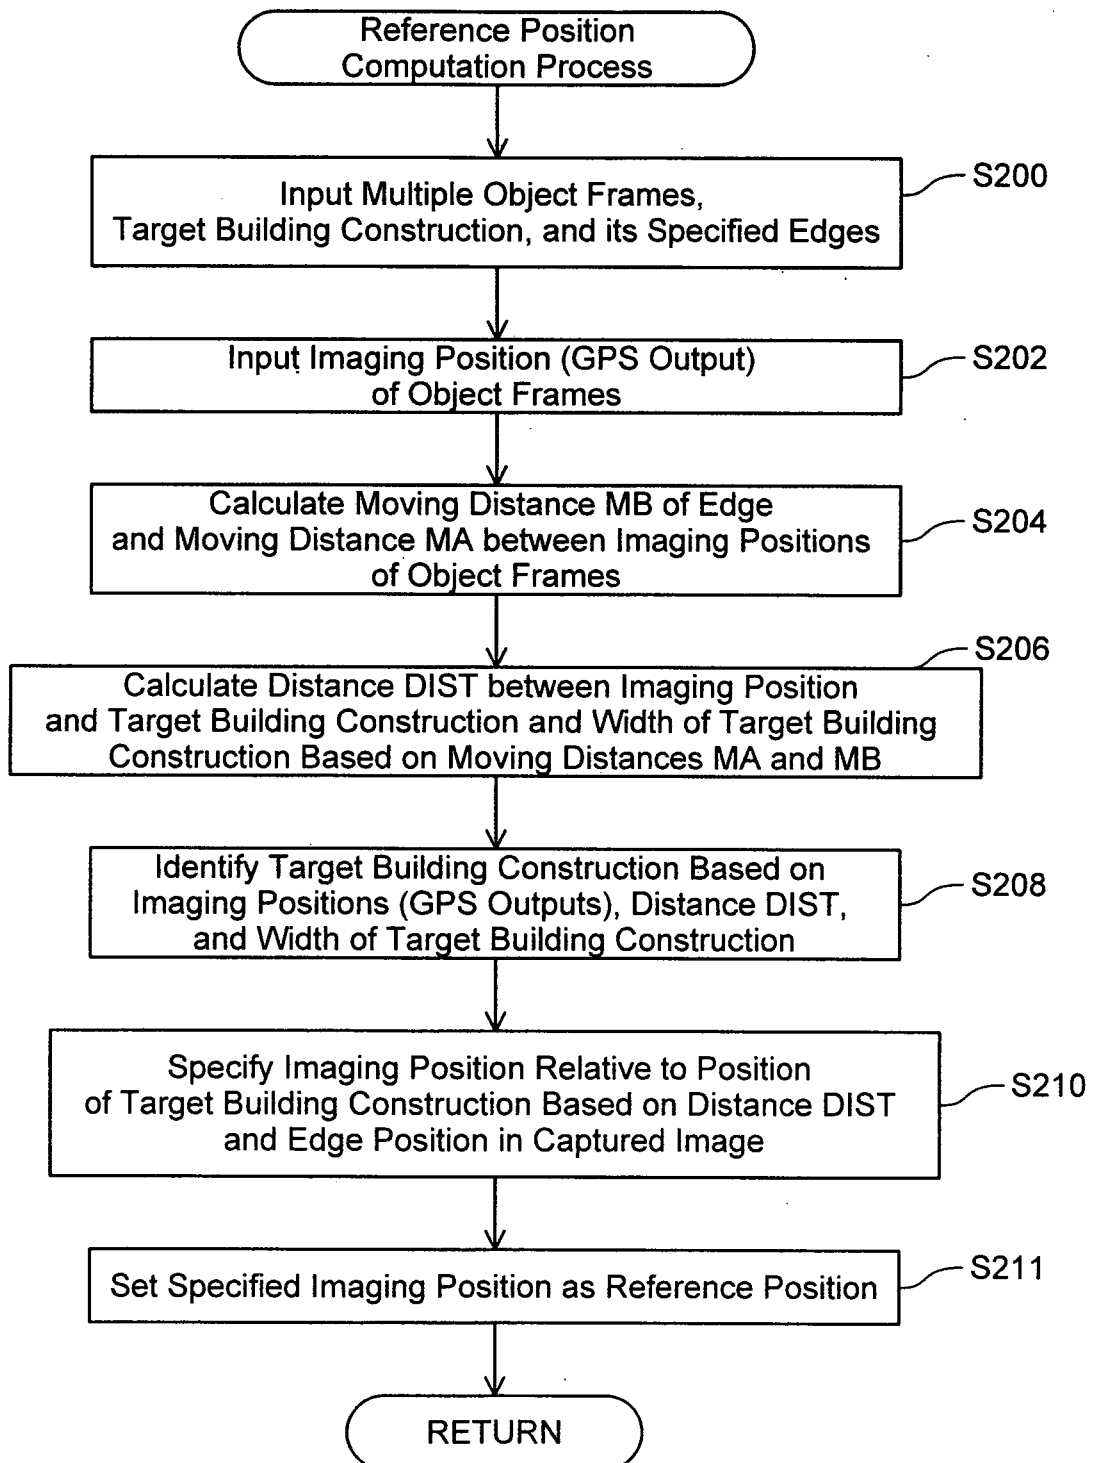 Reference Position
Computation Process
S200
Input Multiple Object Frames,
Target Building Construction, and its Specified Edges
S202
Input Imaging Position (GPS Output)
of Object Frames
S204
Calculate Moving Distance MB of Edge
and Moving Distance MA between Imaging Positions
of Object Frames
S206
Calculate Distance DIST between Imaging Position
and Target Building Construction and Width of Target Building
Construction Based on Moving Distances MA and MB
S208
Identify Target Building Construction Based on
Imaging Positions (GPS Outputs), Distance DIST,
and Width of Target Building Construction
S210
Specify Imaging Position Relative to Position
of Target Building Construction Based on Distance DIST
and Edge Position in Captured Image
S211
Set Specified Imaging Position as Reference Position
RETURN